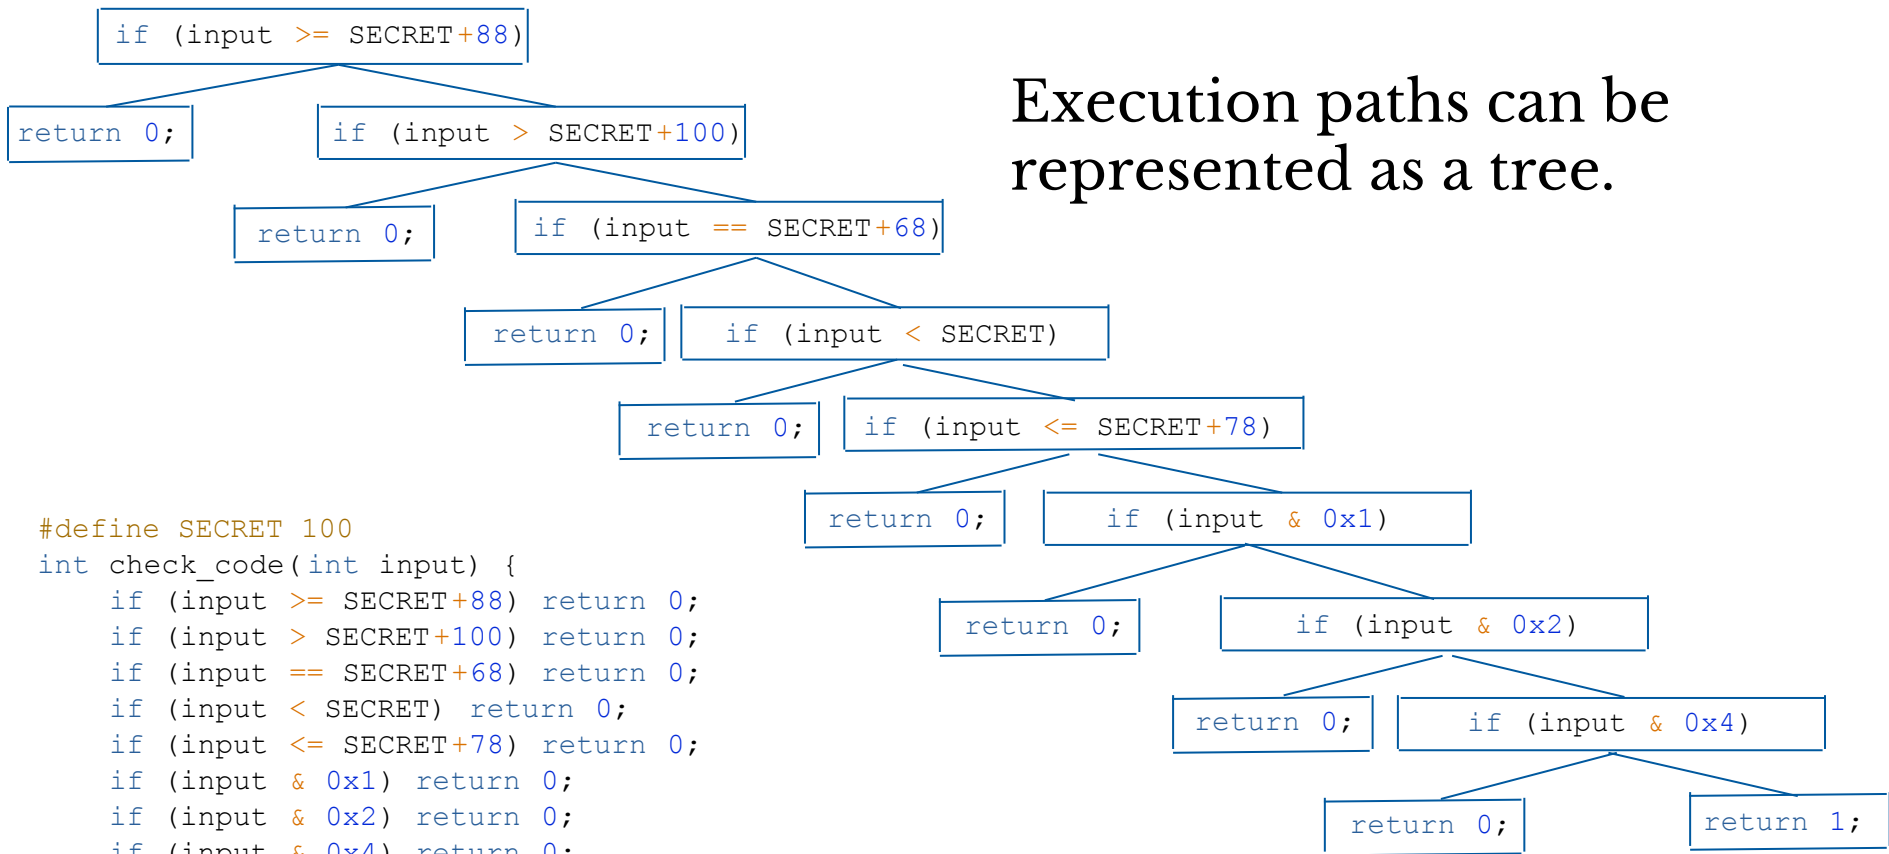 if (input >= SECRET+88)
return 0;
if (input > SECRET+100)
Execution paths can be
represented as a tree.
return 0;
if (input == SECRET+68)
return 0;
if (input < SECRET)
return 0;
if (input <= SECRET+78)
return 0;
if (input & 0x1)
return 0;
if (input & 0x2)
return 0;
if (input & 0x4)
return 0;
return 1;
#define SECRET 100
int check_code(int input) {
if (input >= SECRET+88) return 0;
if (input > SECRET+100) return 0;
if (input == SECRET+68) return 0;
if (input < SECRET) return 0;
if (input <= SECRET+78) return 0;
if (input & 0x1) return 0;
if (input & 0x2) return 0;
if (input & 0x4) return 0;